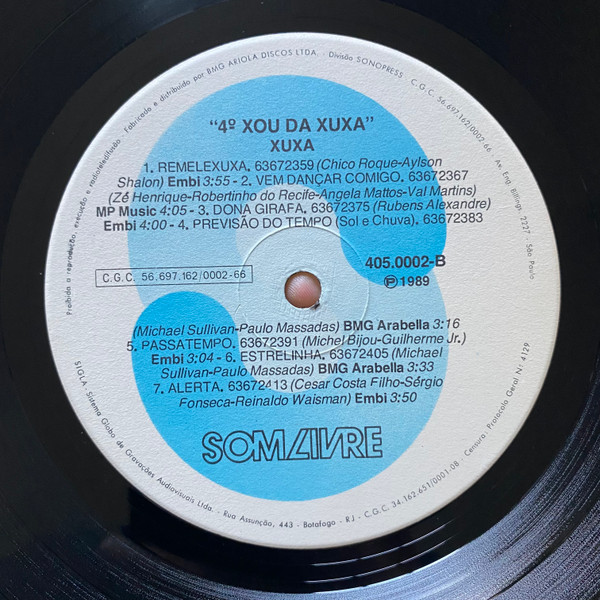 "4º XOU DA XUXA"
XUXA
1. REMELEXUXA. 63672359 (Chico Roque-Aylson
Shalon) Embi 3:55 - 2. VEM DANÇAR COMIGO. 63672367
(Zé Henrique-Robertinho do Recife-Angela Mattos-Val Martins)
MP Music 4:05 - 3. DONA GIRAFA. 63672375 (Rubens Alexandre)
Embi 4:00 - 4. PREVISÃO DO TEMPO (Sol e Chuva). 63672383
C.G.C. 56.697.162/0002-66
405.0002-B
Ⓟ 1989
(Michael Sullivan-Paulo Massadas) BMG Arabella 3:16
5. PASSATEMPO. 63672391 (Michel Bijou-Guilherme Jr.)
Embi 3:04 - 6. ESTRELINHA. 63672405 (Michael
Sullivan-Paulo Massadas) BMG Arabella 3:33
7. ALERTA. 63672413 (Cesar Costa Filho-Sérgio
Fonseca-Reinaldo Waisman) Embi 3:50
SOM LIVRE
Proibida a reprodução, execução e radioteledifusão - Fabricado e distribuído por BMG ARIOLA DISCOS LTDA. - Divisão SONOPRESS - C.G.C. 56.697.162/0002-66 - Av. Eng. Billings, 2227 - São Paulo
SIGLA - Sistema Globo de Gravações Audiovisuais Ltda. - Rua Assunção, 443 - Botafogo - RJ - C.G.C. 34.162.651/0001-08 - Censura: Protocolo Geral Nº 4129